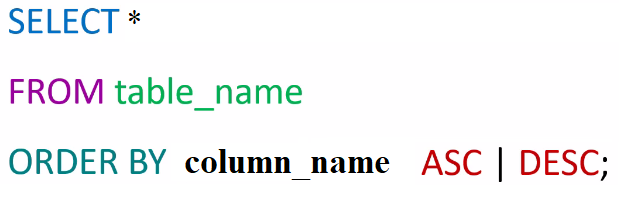 SELECT *
FROM table_name
ORDER BY column_name ASC | DESC;